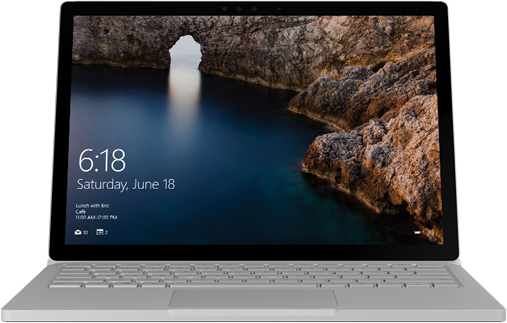 6:18
Saturday, June 18
Lunch with Eric
Cafe
11:00 AM-12:00 PM
10 2